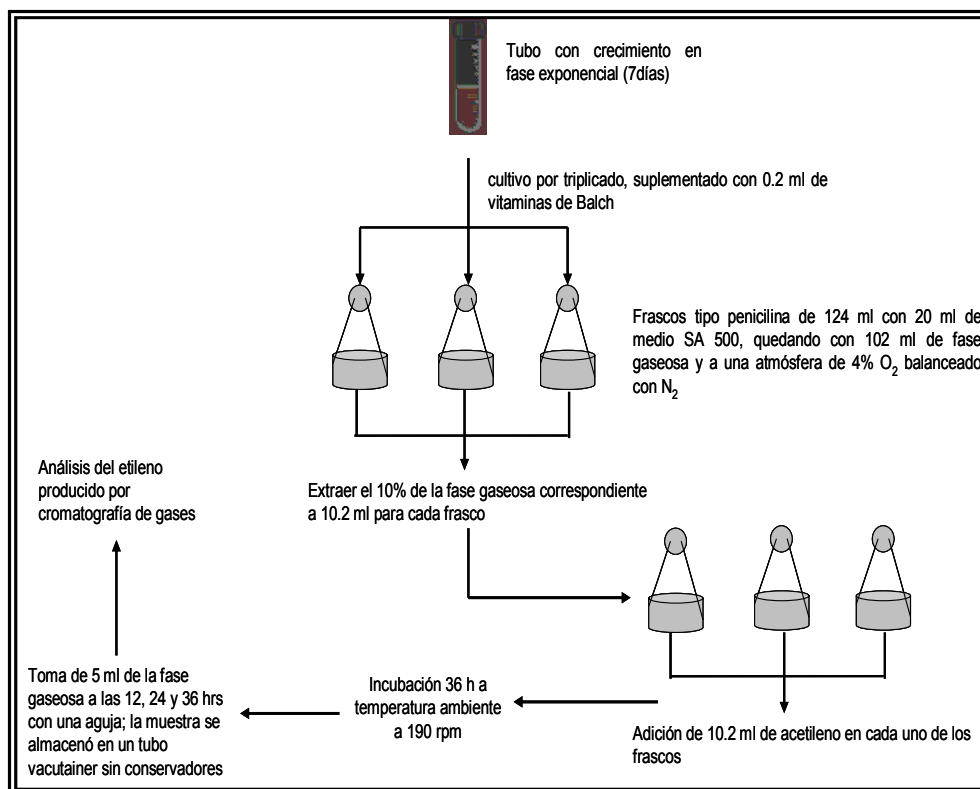 Tubo con crecimiento en
fase exponencial (7días)
cultivo por triplicado, suplementado con 0.2 ml de
vitaminas de Balch
Frascos tipo penicilina de 124 ml con 20 ml de
medio SA 500, quedando con 102 ml de fase
gaseosa y a una atmósfera de 4% O₂ balanceado
con N₂
Extraer el 10% de la fase gaseosa correspondiente
a 10.2 ml para cada frasco
Adición de 10.2 ml de acetileno en cada uno de los
frascos
Incubación 36 h a
temperatura ambiente
a 190 rpm
Toma de 5 ml de la fase
gaseosa a las 12, 24 y 36 hrs
con una aguja; la muestra se
almacenó en un tubo
vacutainer sin conservadores
Análisis del etileno
producido por
cromatografía de gases